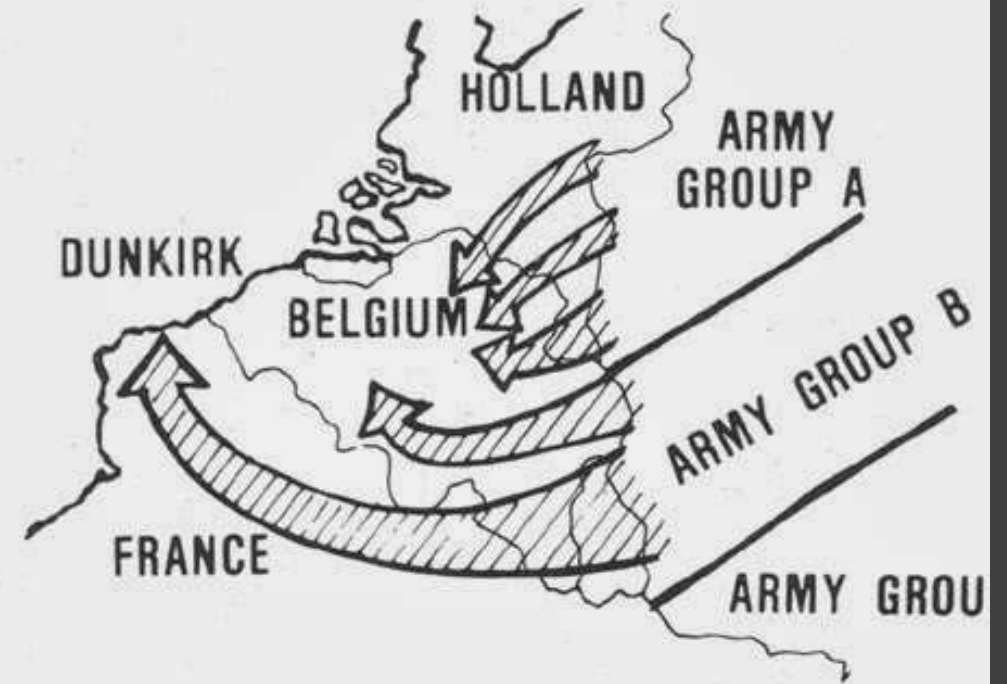 HOLLAND
ARMY
GROUP A
DUNKIRK
BELGIUM
ARMY GROUP B
FRANCE
ARMY GROU